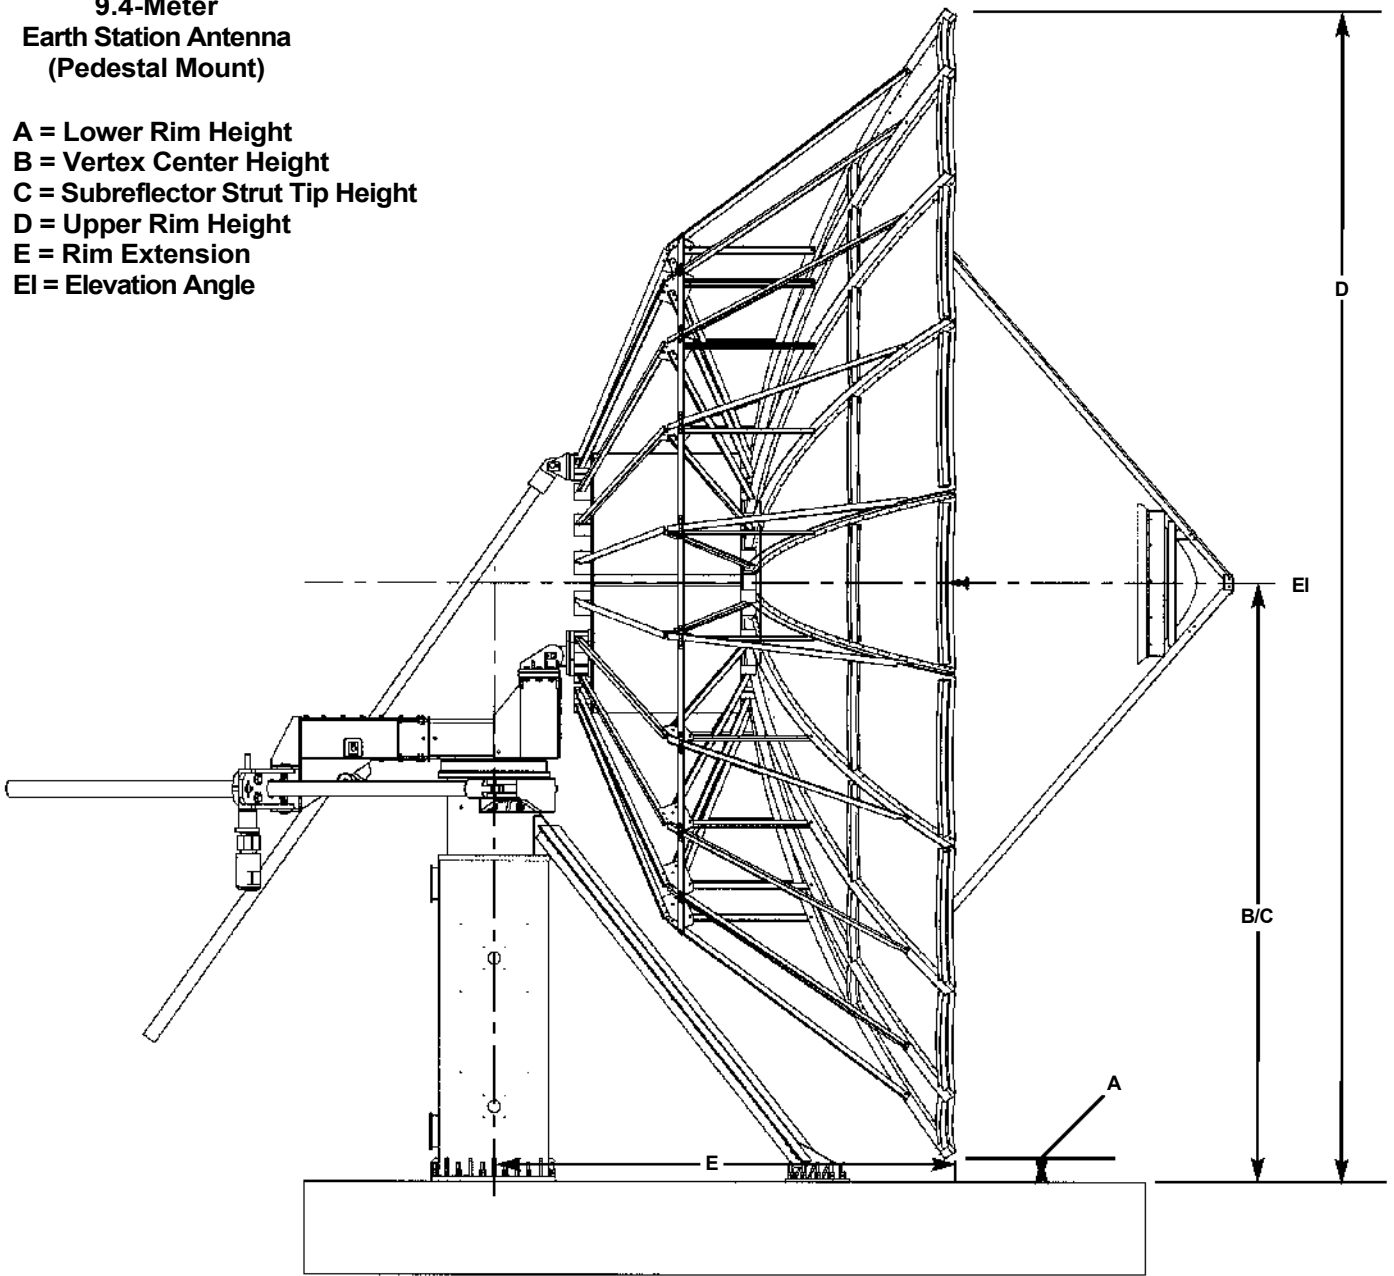 9.4-Meter
Earth Station Antenna
(Pedestal Mount)
A = Lower Rim Height
B = Vertex Center Height
C = Subreflector Strut Tip Height
D = Upper Rim Height
E = Rim Extension
El = Elevation Angle
D
El
B/C
A
E